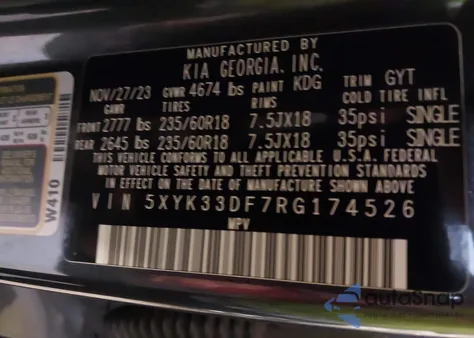 MANUFACTURED BY
KIA GEORGIA, INC.
NOV/27/23 GVWR 4674 lbs PAINT KDG TRIM GYT
GAWR TIRES RIMS COLD TIRE INFL
FRONT 2777 lbs 235/60R18 7.5JX18 35psi SINGLE
REAR 2645 lbs 235/60R18 7.5JX18 35psi SINGLE
THIS VEHICLE CONFORMS TO ALL APPLICABLE U.S.A. FEDERAL
MOTOR VEHICLE SAFETY AND THEFT PREVENTION STANDARDS
IN EFFECT ON THE DATE OF MANUFACTURE SHOWN ABOVE
VIN 5XYK33DF7RG174526
MPV
W410
autoSnap